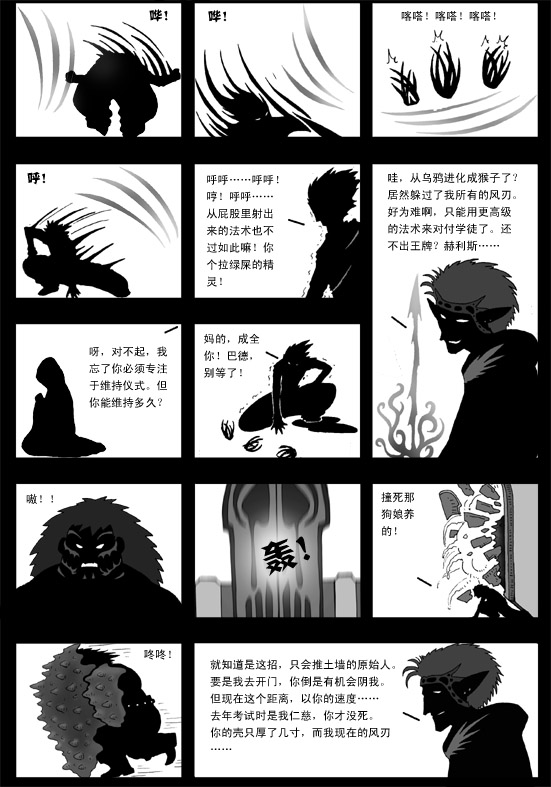 哗！
哗！
喀嗒！喀嗒！喀嗒！
呼！
呼呼……呼呼！
哼！呼呼……
从屁股里射出
来的法术也不
过如此嘛！你
个拉绿屎的精
灵！
哇，从乌鸦进化成猴子了？
居然躲过了我所有的风刃。
好为难啊，只能用更高级
的法术来对付学徒了。还
不出王牌？赫利斯……
呀，对不起，我
忘了你必须专注
于维持仪式。但
你能维持多久？
妈的，成全
你！巴德，
别等了！
嗷！！
轰！
撞死那
狗娘养
的！
咚咚！
就知道是这招，只会推土墙的原始人。
要是我去开门，你倒是有机会阴我。
但现在这个距离，以你的速度……
去年考试时是我仁慈，你才没死。
你的壳只厚了几寸，而我现在的风刃
……